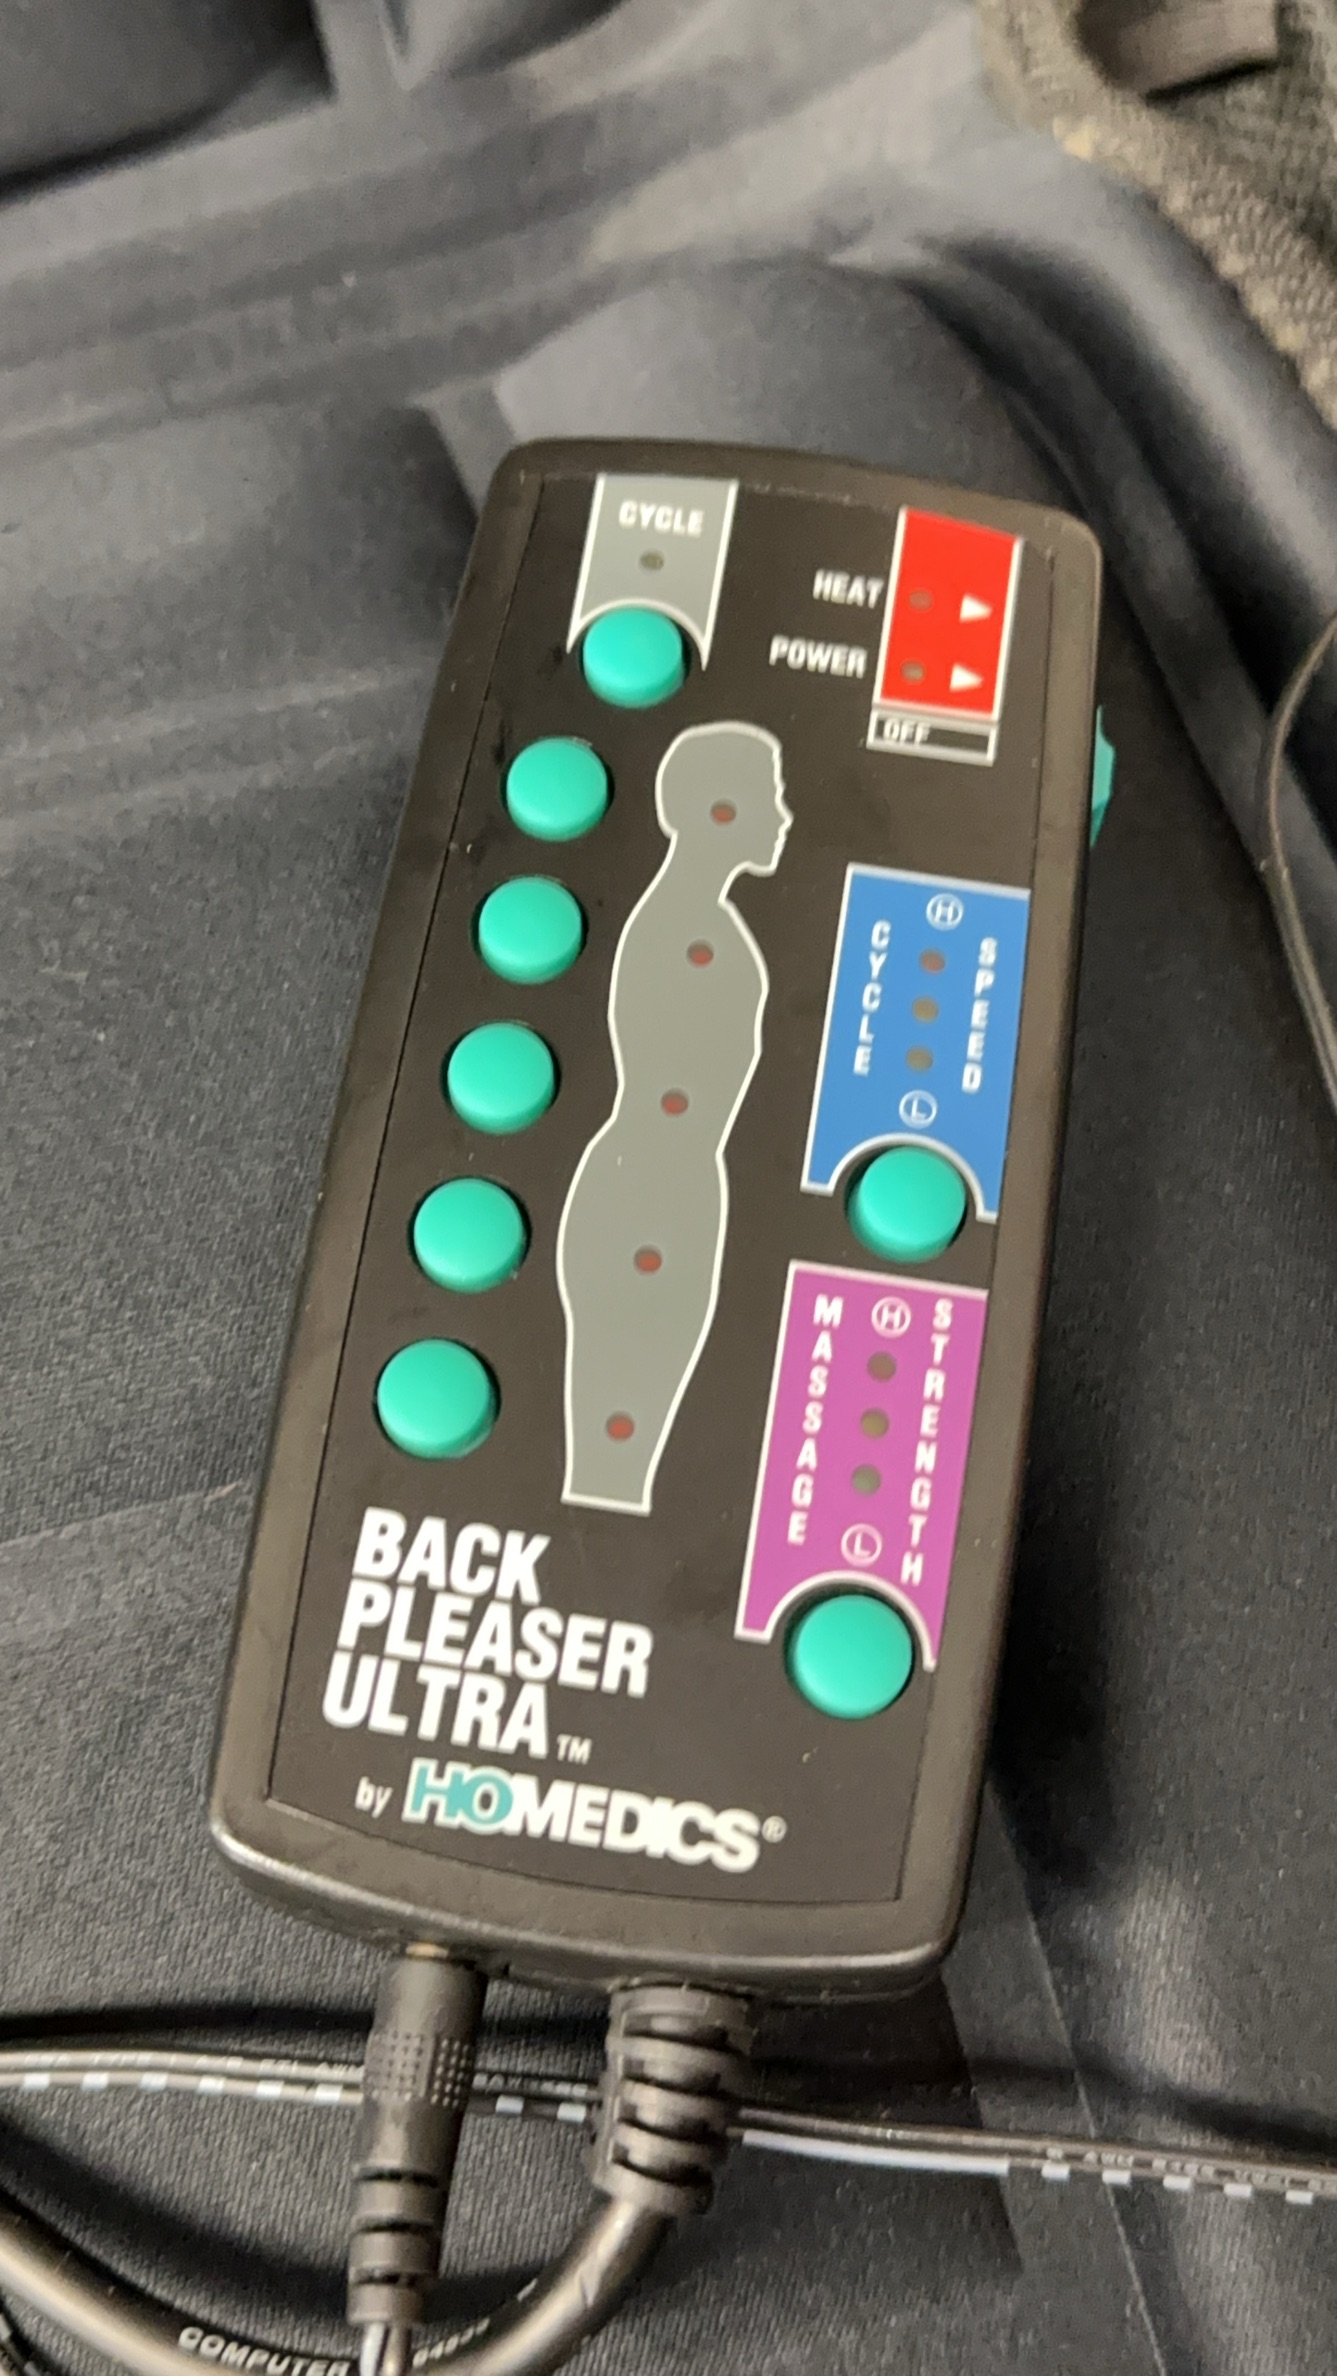 CYCLE
HEAT
POWER
OFF
H
CYCLE
SPEED
L
MASSAGE
H
STRENGTH
L
BACK
PLEASER
ULTRA™
by HOMEDICS®
COMPUTER